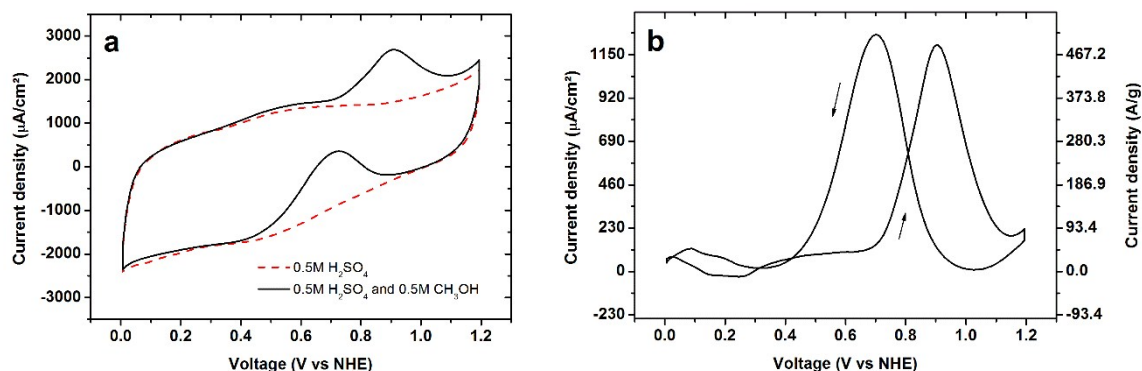 a
3000
2000
1000
0
-1000
-2000
-3000
Current density (µA/cm²)
0.5M H₂SO₄
0.5M H₂SO₄ and 0.5M CH₃OH
0.0 0.2 0.4 0.6 0.8 1.0 1.2
Voltage (V vs NHE)
b
1150
920
690
460
230
0
-230
Current density (µA/cm²)
467.2
373.8
280.3
186.9
93.4
0.0
-93.4
Current density (A/g)
0.0 0.2 0.4 0.6 0.8 1.0 1.2
Voltage (V vs NHE)